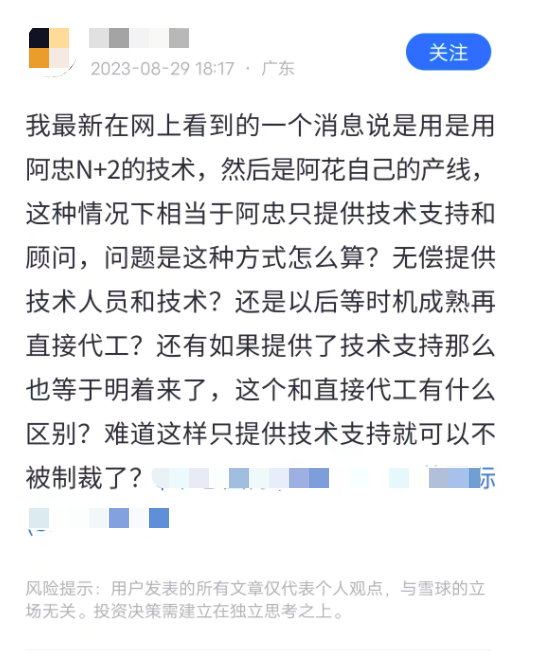 2023-08-29 18:17 · 广东
关注
我最新在网上看到的一个消息说是用是用
阿忠N+2的技术，然后是阿花自己的产线，
这种情况下相当于阿忠只提供技术支持和
顾问，问题是这种方式怎么算？无偿提供
技术人员和技术？还是以后等时机成熟再
直接代工？还有如果提供了技术支持那么
也等于明着来了，这个和直接代工有什么
区别？难道这样只提供技术支持就可以不
被制裁了？
风险提示：用户发表的所有文章仅代表个人观点，与雪球的立
场无关。投资决策需建立在独立思考之上。